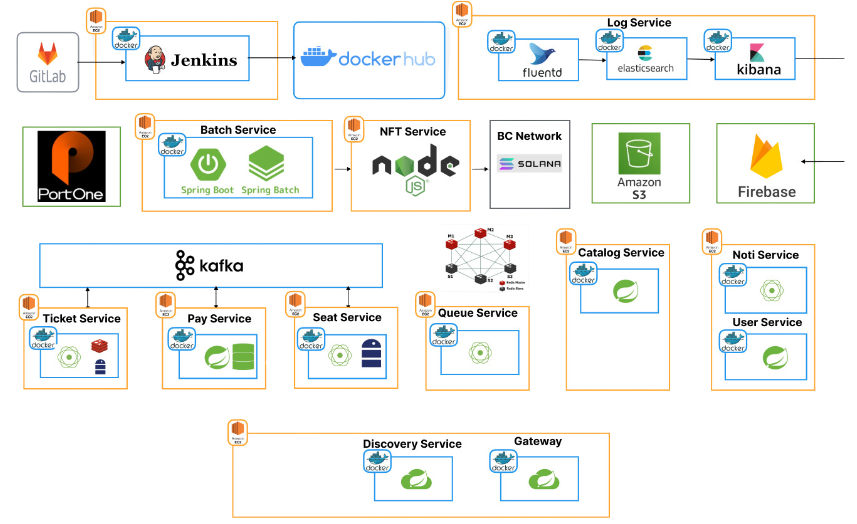 Amazon
EC2
Amazon
EC2
Log Service
GitLab
docker
Jenkins
docker hub
docker
fluentd
docker
elasticsearch
docker
kibana
Amazon
EC2
Batch Service
Amazon
EC2
NFT Service
BC Network
PortOne
docker
Spring Boot
Spring Batch
node
JS
SOLANA
Amazon
S3
Firebase
M1
M2
M3
S3
S1
S2
Redis Master
Redis Slave
kafka
Amazon
EC2
Catalog Service
docker
Amazon
EC2
Noti Service
docker
User Service
docker
Amazon
EC2
Ticket Service
docker
Amazon
EC2
Pay Service
docker
Amazon
EC2
Seat Service
docker
Amazon
EC2
Queue Service
docker
Amazon
EC2
Discovery Service
docker
Gateway
docker